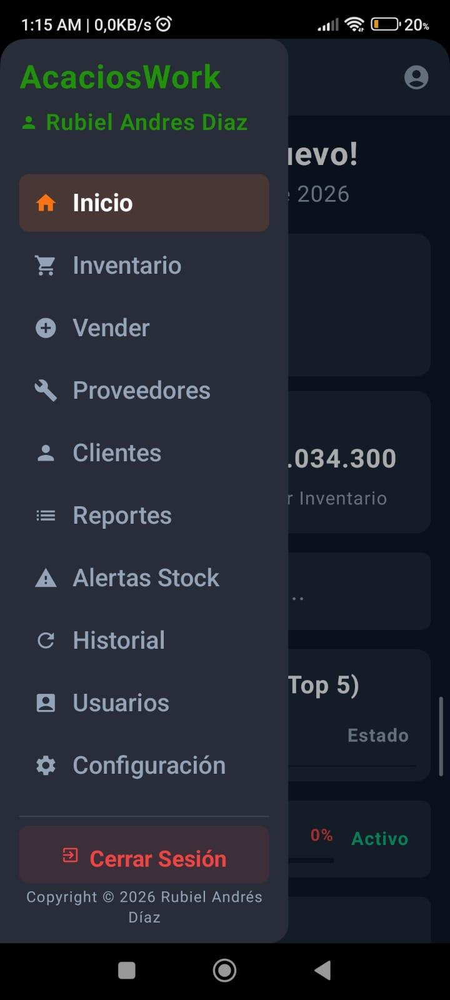 1:15 AM | 0,0KB/s
20%
AcaciosWork
Rubiel Andres Diaz
Inicio
Inventario
Vender
Proveedores
Clientes
Reportes
Alertas Stock
Historial
Usuarios
Configuración
Cerrar Sesión
Copyright © 2026 Rubiel Andrés
Díaz
uevo!
2026
.034.300
r Inventario
..
Top 5)
Estado
0% Activo